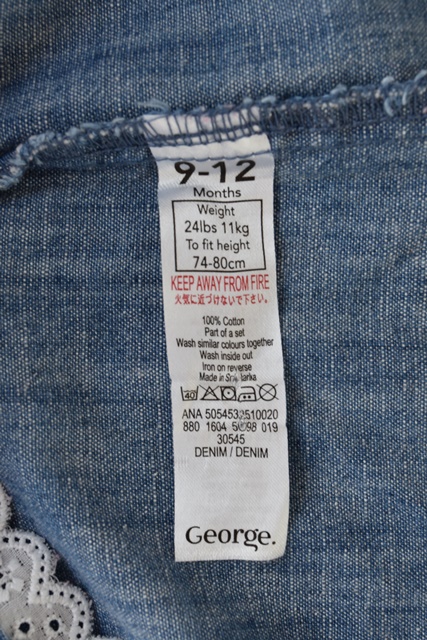 9-12
Months
Weight
24lbs 11kg
To fit height
74-80cm
KEEP AWAY FROM FIRE
火気に近づけないで下さい。
100% Cotton
Part of a set
Wash similar colours together
Wash inside out
Iron on reverse
Made in Sri Lanka
40
ANA 5054532510020
880 1604 5698 019
30545
DENIM / DENIM
George.